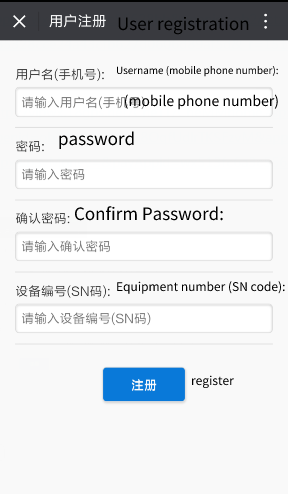 用户注册 User registration
用户名(手机号): Username (mobile phone number):
请输入用户名(手机号) (mobile phone number)
密码: password
请输入密码
确认密码: Confirm Password:
请输入确认密码
设备编号(SN码): Equipment number (SN code):
请输入设备编号(SN码)
注册 register